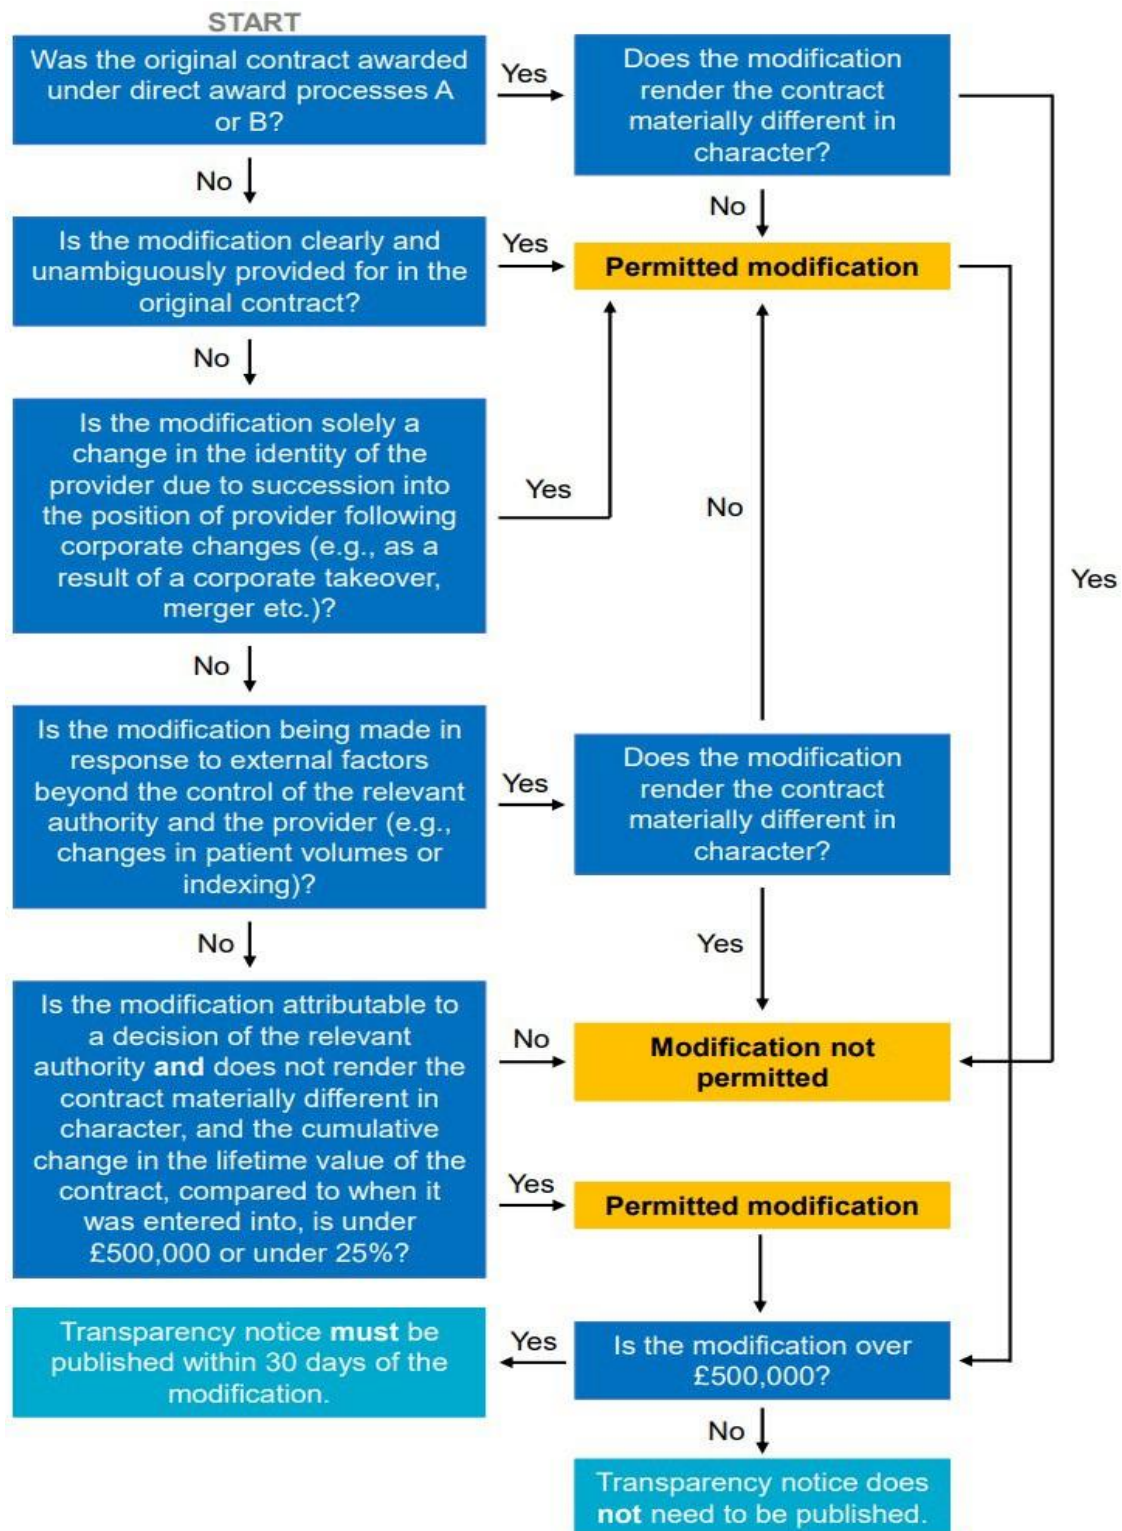 START
Was the original contract awarded
under direct award processes A
or B?
Yes
Does the modification
render the contract
materially different in
character?
No
No
Is the modification clearly and
unambiguously provided for in the
original contract?
Yes
Permitted modification
No
Is the modification solely a
change in the identity of the
provider due to succession into
the position of provider following
corporate changes (e.g., as a
result of a corporate takeover,
merger etc.)?
Yes
No
Yes
No
Is the modification being made in
response to external factors
beyond the control of the relevant
authority and the provider (e.g.,
changes in patient volumes or
indexing)?
Yes
Does the modification
render the contract
materially different in
character?
No
Yes
Is the modification attributable to
a decision of the relevant
authority and does not render the
contract materially different in
character, and the cumulative
change in the lifetime value of the
contract, compared to when it
was entered into, is under
£500,000 or under 25%?
No
Modification not
permitted
Yes
Permitted modification
Transparency notice must be
published within 30 days of the
modification.
Yes
Is the modification over
£500,000?
No
Transparency notice does
not need to be published.